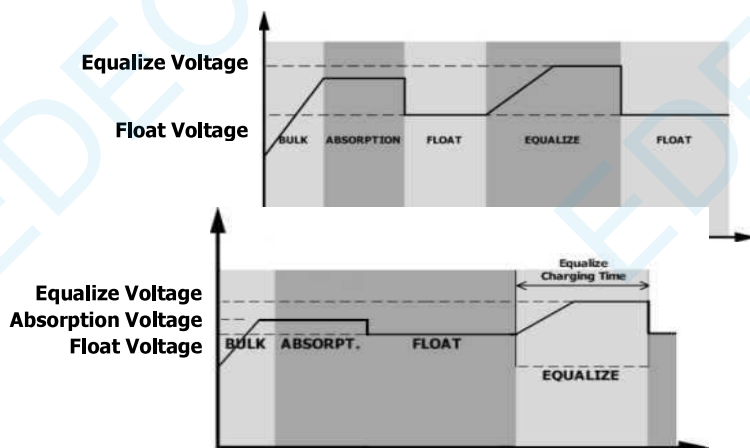 Equalize Voltage
Float Voltage
BULK ABSORPTION FLOAT EQUALIZE FLOAT
Equalize
Charging Time
Equalize Voltage
Absorption Voltage
Float Voltage
BULK ABSORPT. FLOAT
EQUALIZE